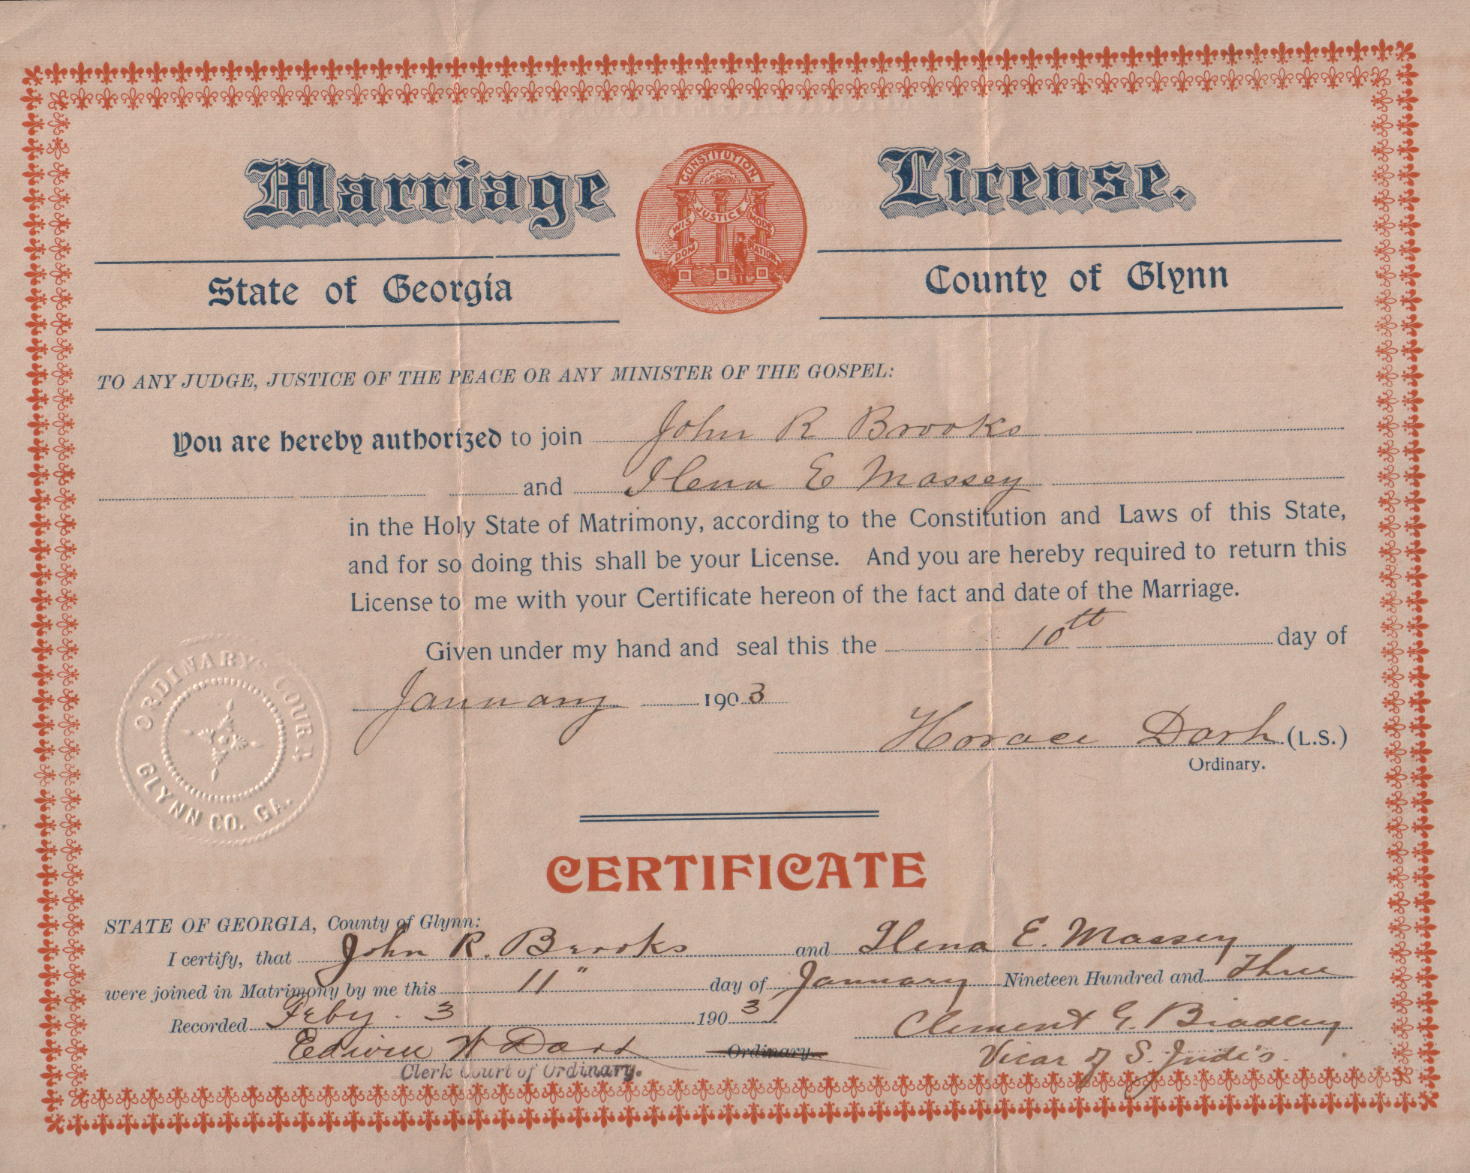 Marriage License.
CONSTITUTION
WISDOM JUSTICE MODERATION
State of Georgia County of Glynn
TO ANY JUDGE, JUSTICE OF THE PEACE OR ANY MINISTER OF THE GOSPEL:
You are hereby authorized to join John R Brooks
and Ilena E Massey
in the Holy State of Matrimony, according to the Constitution and Laws of this State,
and for so doing this shall be your License. And you are hereby required to return this
License to me with your Certificate hereon of the fact and date of the Marriage.
Given under my hand and seal this the 10th day of
January 1903
Horace Dart (L.S.)
Ordinary.
ORDINARY COURT
GLYNN CO. GA.
CERTIFICATE
STATE OF GEORGIA, County of Glynn:
I certify, that John R. Brooks and Ilena E. Massey
were joined in Matrimony by me this 11" day of January Nineteen Hundred and Three
Recorded Feby. 3 1903 Clement G. Bradley
Edwin W Dart Ordinary. Vicar of S. Jude's.
Clerk Court of Ordinary.